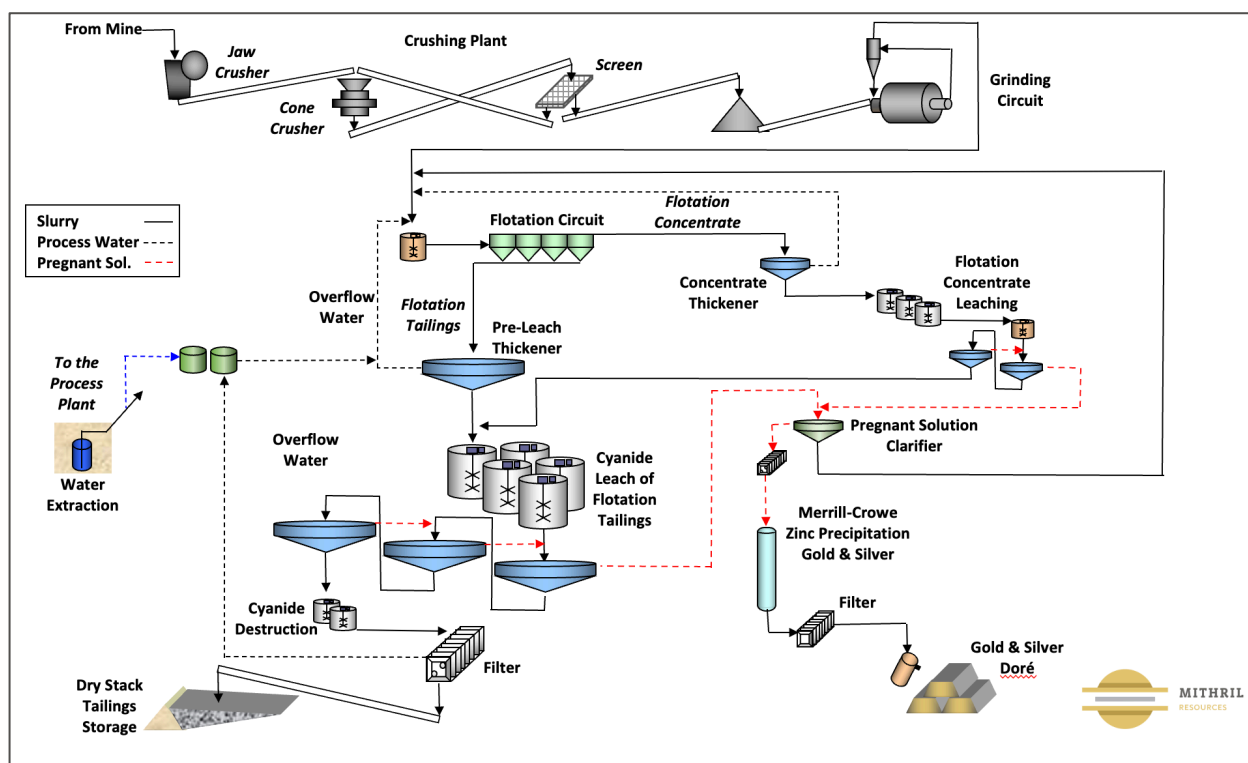 From Mine
Jaw
Crusher
Crushing Plant
Cone
Crusher
Screen
Grinding
Circuit
Slurry
Process Water
Pregnant Sol.
Flotation Circuit
Flotation
Concentrate
Concentrate
Thickener
Flotation
Concentrate
Leaching
Overflow
Water
Flotation
Tailings
Pre-Leach
Thickener
To the
Process
Plant
Water
Extraction
Overflow
Water
Cyanide
Leach of
Flotation
Tailings
Pregnant Solution
Clarifier
Merrill-Crowe
Zinc Precipitation
Gold & Silver
Cyanide
Destruction
Filter
Filter
Dry Stack
Tailings
Storage
Gold & Silver
Doré
MITHRIL
RESOURCES